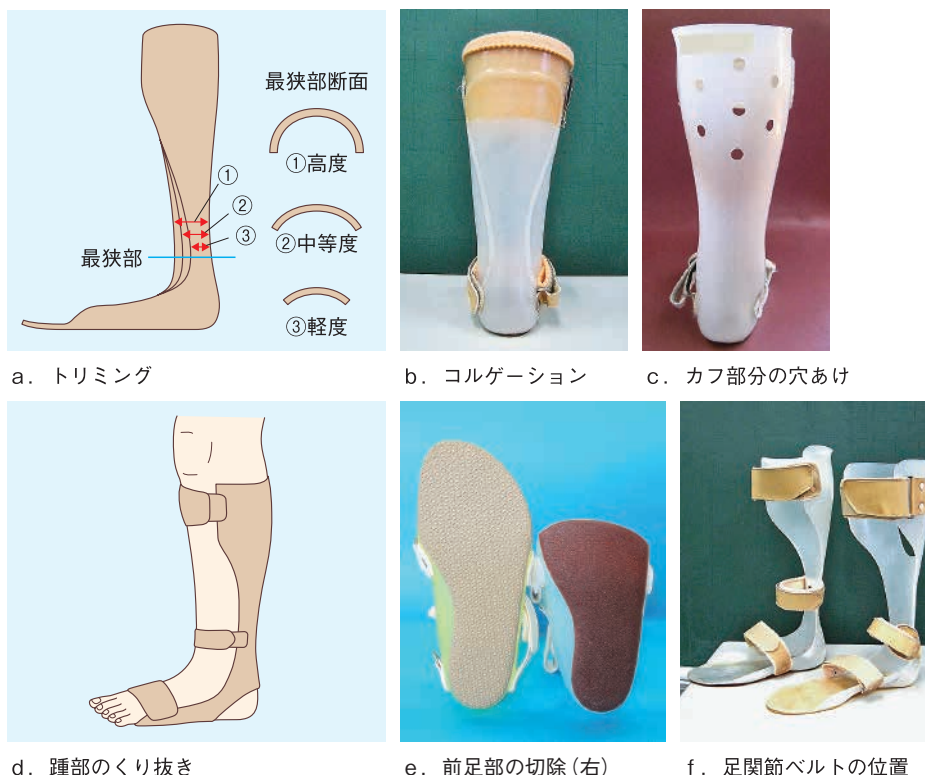 最狭部断面
①高度
①
②
③
②中等度
最狭部
③軽度
a．トリミング
b．コルゲーション
c．カフ部分の穴あけ
d．踵部のくり抜き
e．前足部の切除（右）
f．足関節ベルトの位置